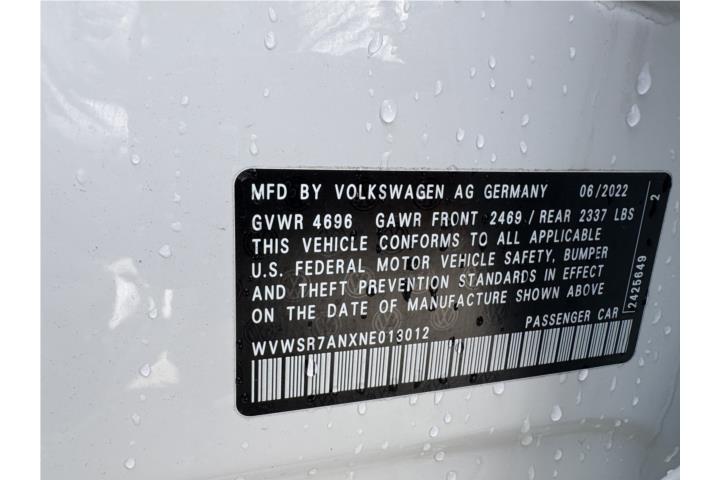 MFD BY VOLKSWAGEN AG GERMANY 06/2022
GVWR 4696 GAWR FRONT 2469 / REAR 2337 LBS
THIS VEHICLE CONFORMS TO ALL APPLICABLE
U.S. FEDERAL MOTOR VEHICLE SAFETY, BUMPER
AND THEFT PREVENTION STANDARDS IN EFFECT
ON THE DATE OF MANUFACTURE SHOWN ABOVE
WVWSR7ANXNE013012 PASSENGER CAR
2425649 2